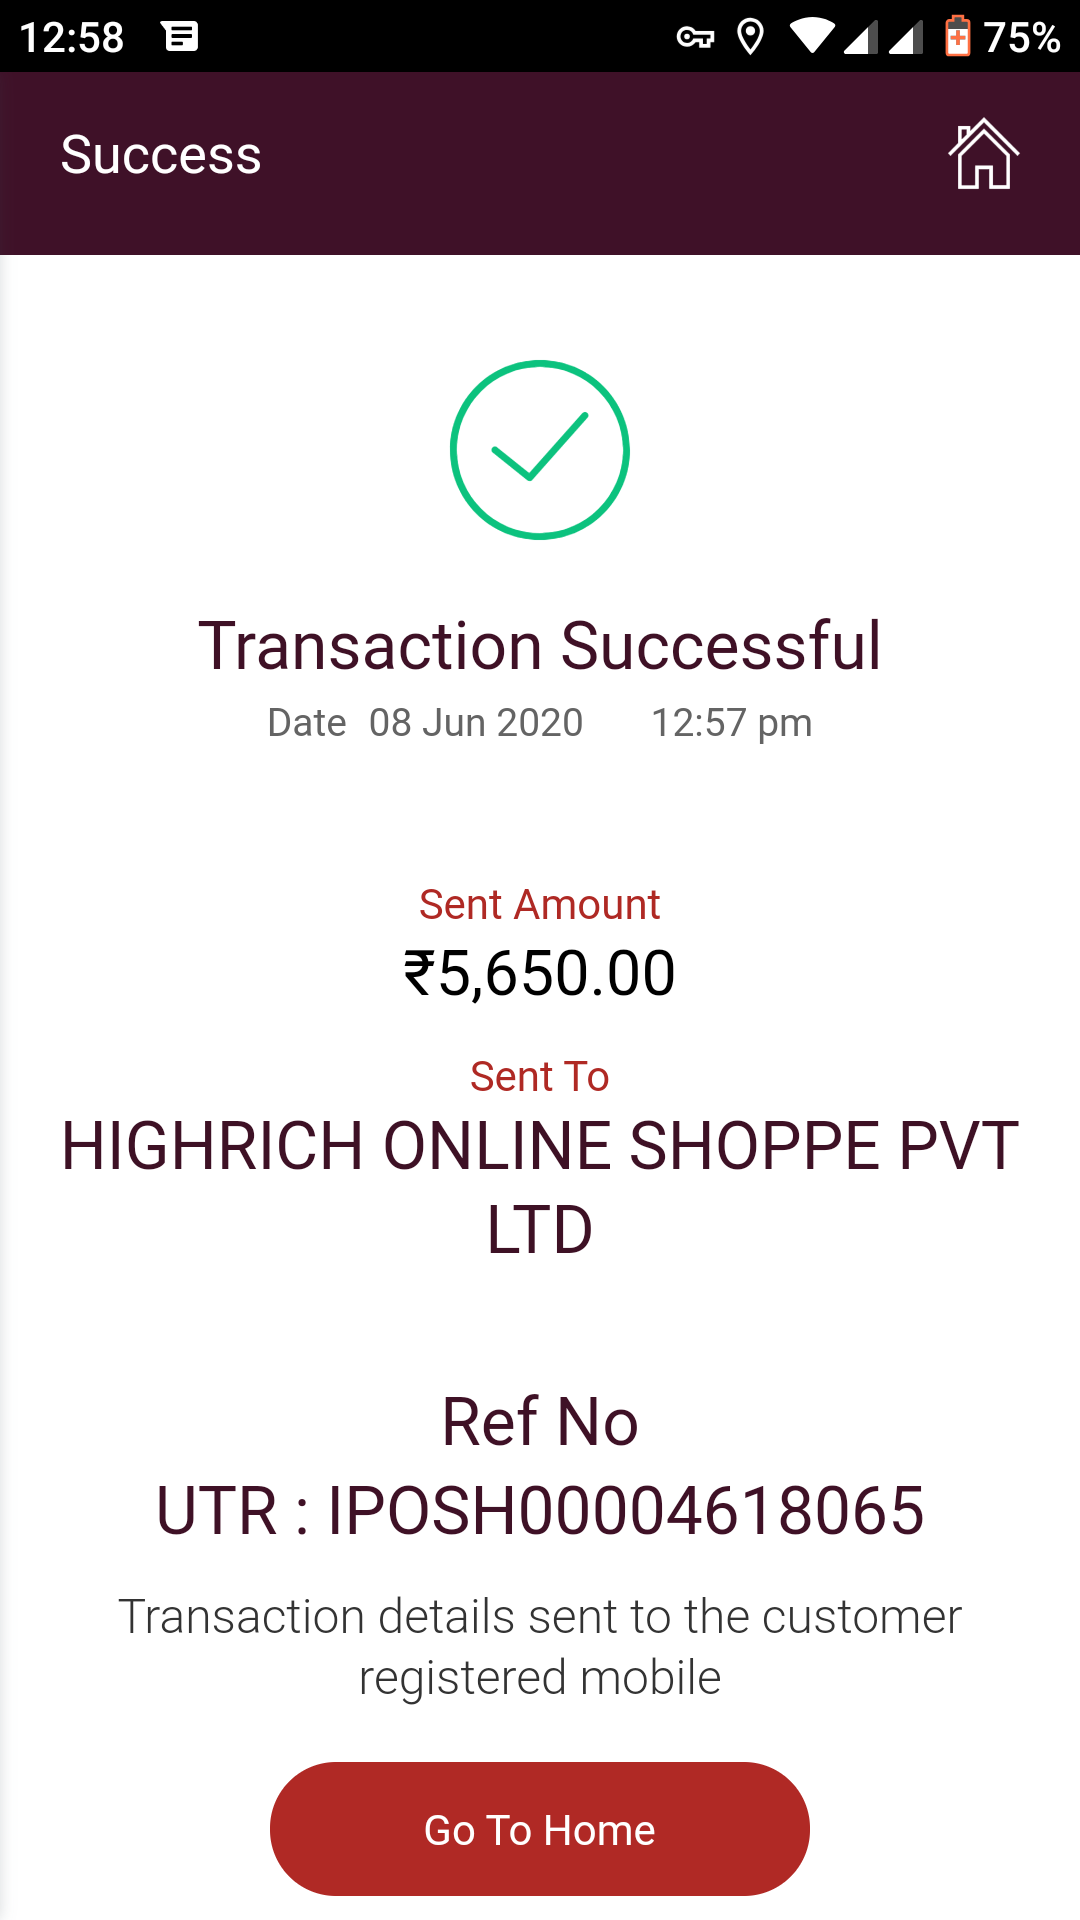 12:58 75%
Success
Transaction Successful
Date 08 Jun 2020 12:57 pm
Sent Amount
₹5,650.00
Sent To
HIGHRICH ONLINE SHOPPE PVT
LTD
Ref No
UTR : IPOSH00004618065
Transaction details sent to the customer
registered mobile
Go To Home